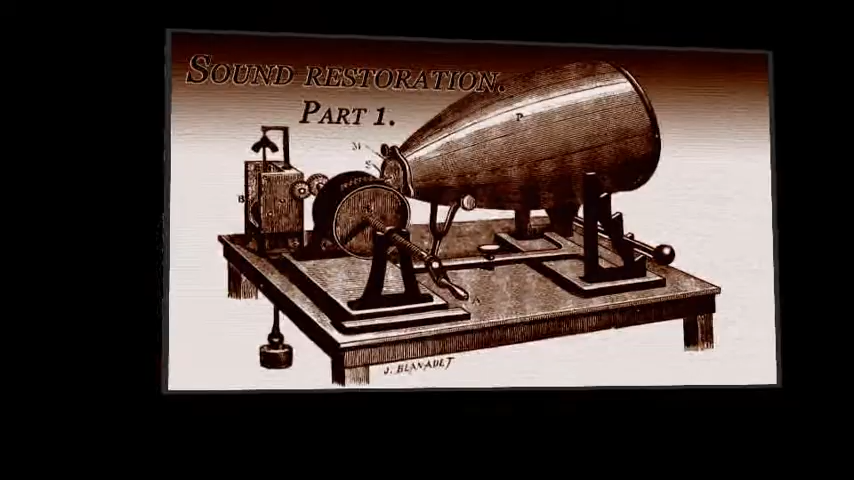 SOUND RESTORATION.
PART 1.
M
S
P
B
A
J. BLANADET